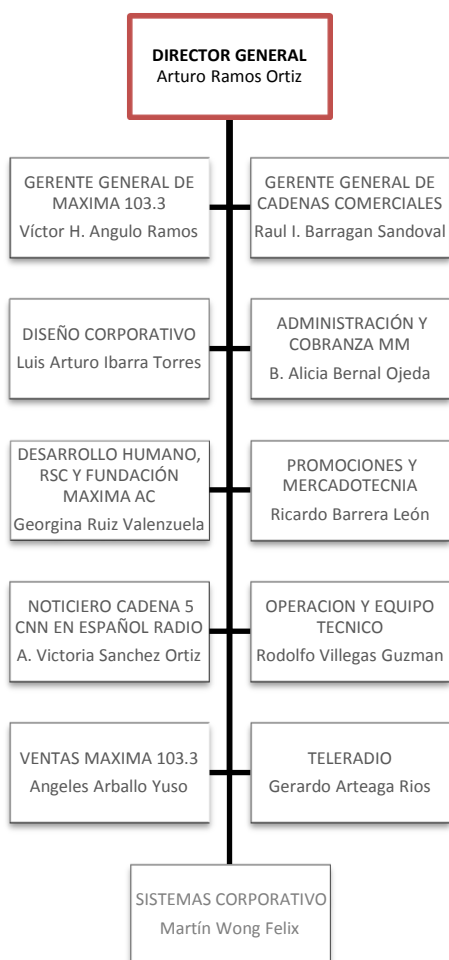 DIRECTOR GENERAL
Arturo Ramos Ortiz
GERENTE GENERAL DE
MAXIMA 103.3
Víctor H. Angulo Ramos
GERENTE GENERAL DE
CADENAS COMERCIALES
Raul I. Barragan Sandoval
DISEÑO CORPORATIVO
Luis Arturo Ibarra Torres
ADMINISTRACIÓN Y
COBRANZA MM
B. Alicia Bernal Ojeda
DESARROLLO HUMANO,
RSC Y FUNDACIÓN
MAXIMA AC
Georgina Ruiz Valenzuela
PROMOCIONES Y
MERCADOTECNIA
Ricardo Barrera León
NOTICIERO CADENA 5
CNN EN ESPAÑOL RADIO
A. Victoria Sanchez Ortiz
OPERACION Y EQUIPO
TECNICO
Rodolfo Villegas Guzman
VENTAS MAXIMA 103.3
Angeles Arballo Yuso
TELERADIO
Gerardo Arteaga Rios
SISTEMAS CORPORATIVO
Martín Wong Felix